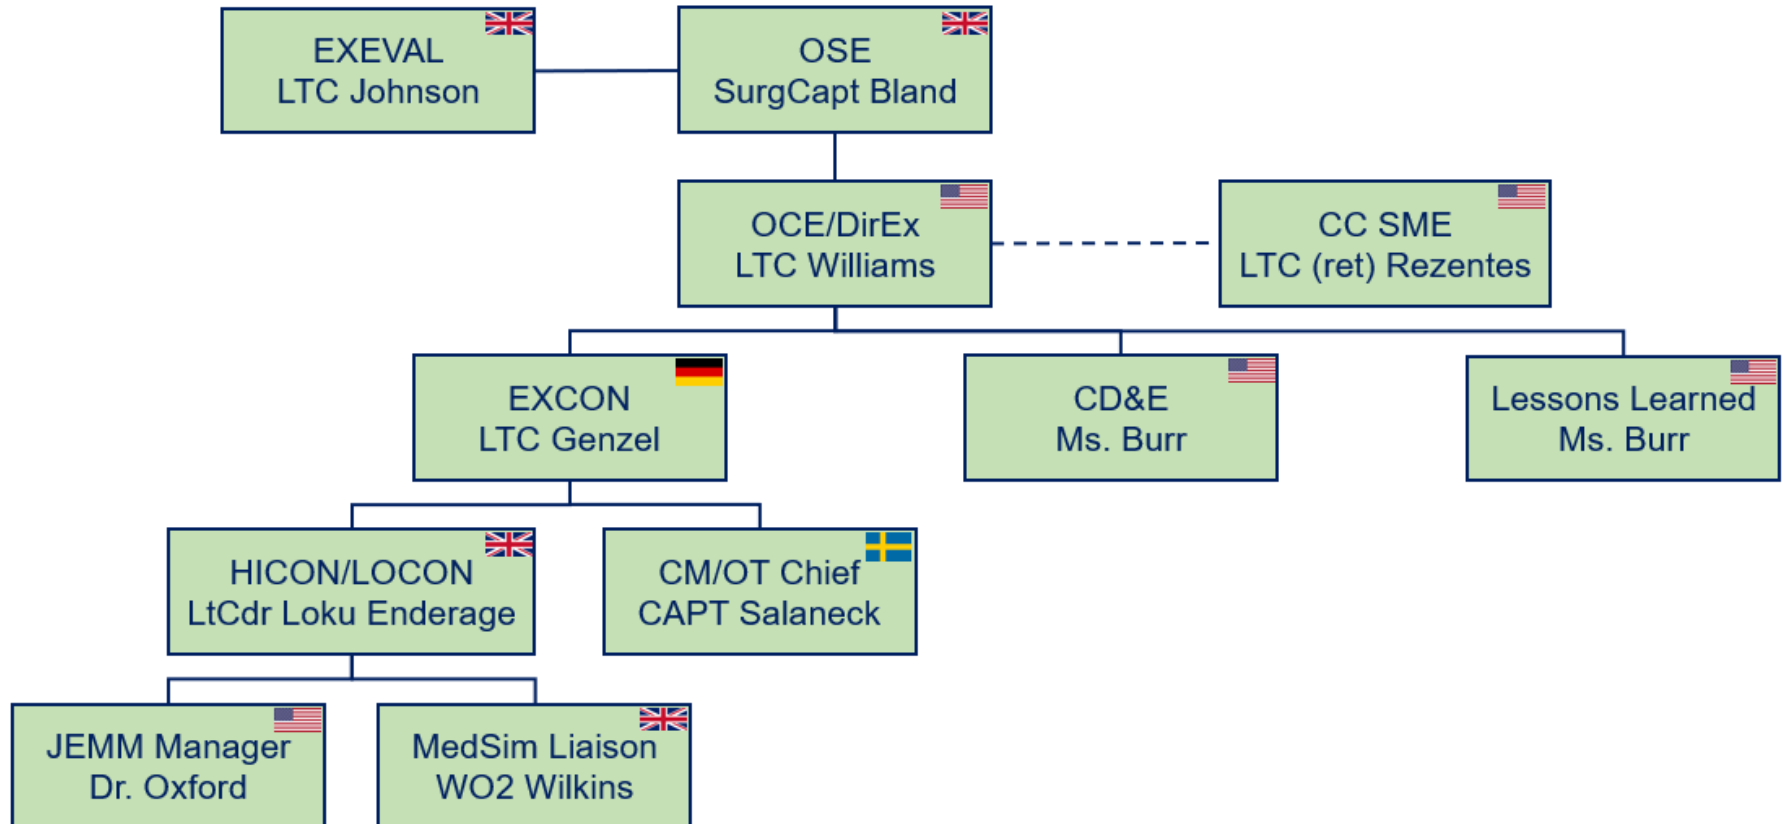 EXEVAL
LTC Johnson
OSE
SurgCapt Bland
OCE/DirEx
LTC Williams
CC SME
LTC (ret) Rezentes
EXCON
LTC Genzel
CD&E
Ms. Burr
Lessons Learned
Ms. Burr
HICON/LOCON
LtCdr Loku Enderage
CM/OT Chief
CAPT Salaneck
JEMM Manager
Dr. Oxford
MedSim Liaison
WO2 Wilkins